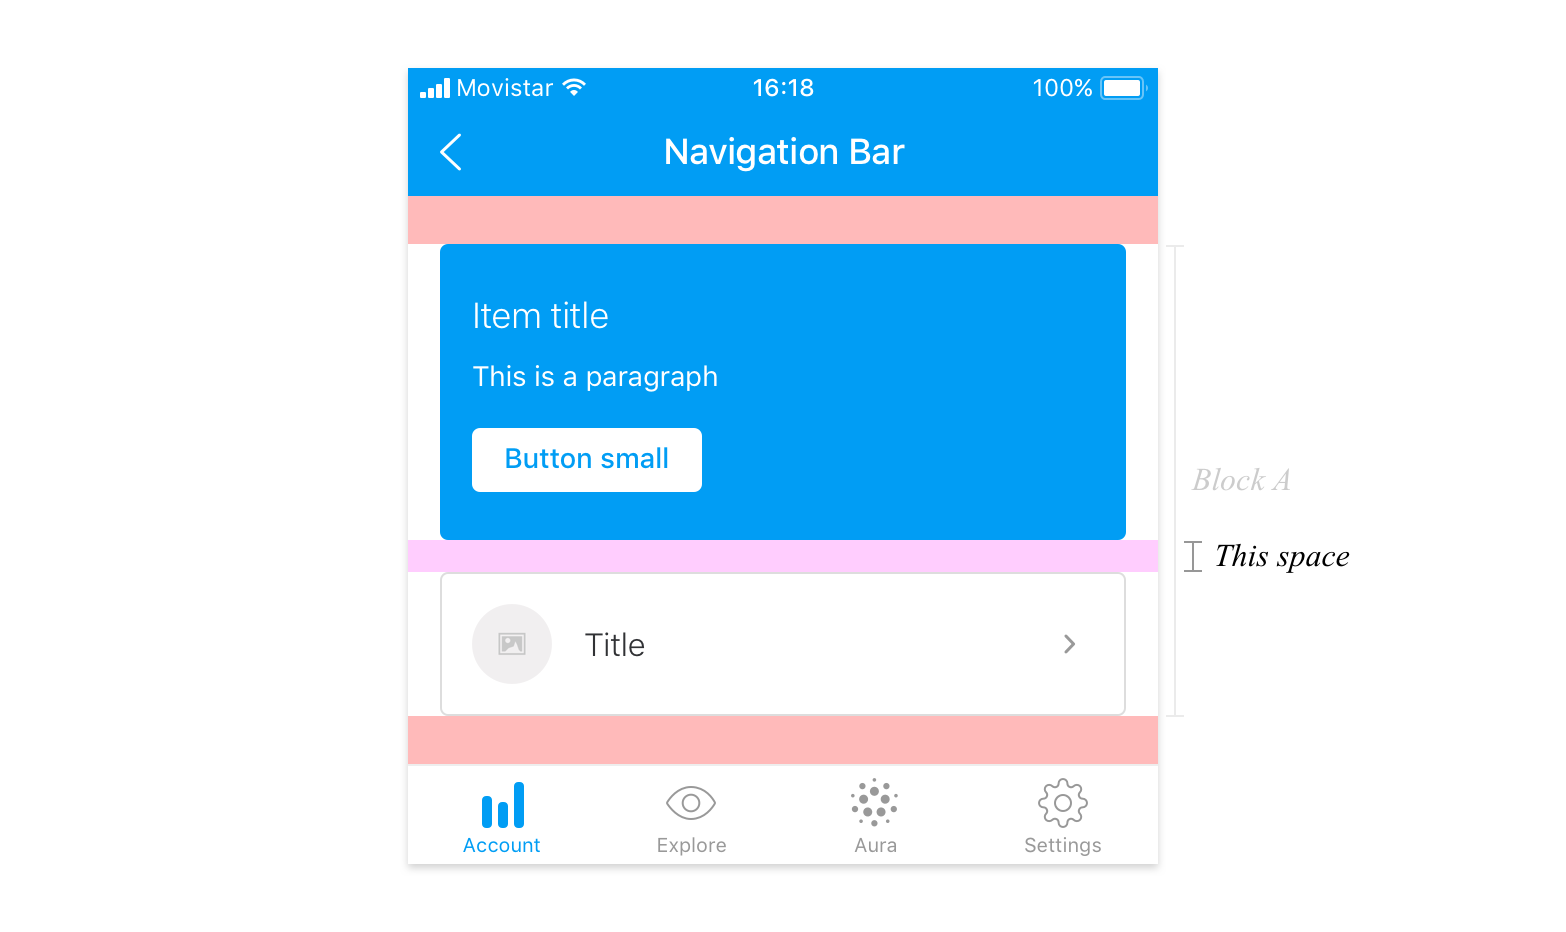 Movistar 16:18 100%
Navigation Bar
Item title
This is a paragraph
Button small
Block A
This space
Title
Account Explore Aura Settings